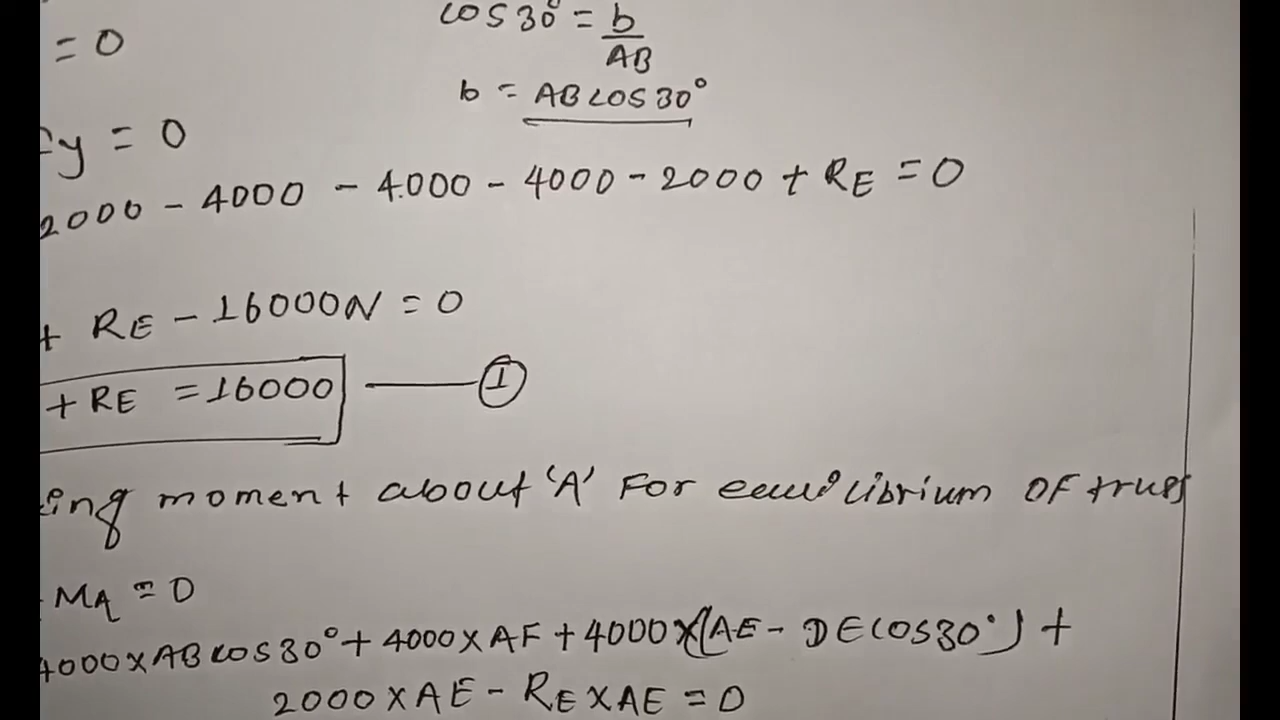 = 0
cos 30° = b
AB
b = AB cos 30°
y = 0
2000 - 4000 - 4000 - 4000 - 2000 + RE = 0
+ RE - 16000N = 0
+ RE = 16000 ——— 1
ing moment about 'A' For equilibrium OF truss
MA = 0
4000 x AB cos 30° + 4000 x AF + 4000 x (AE - DE cos 30°) +
2000 x AE - RE x AE = 0